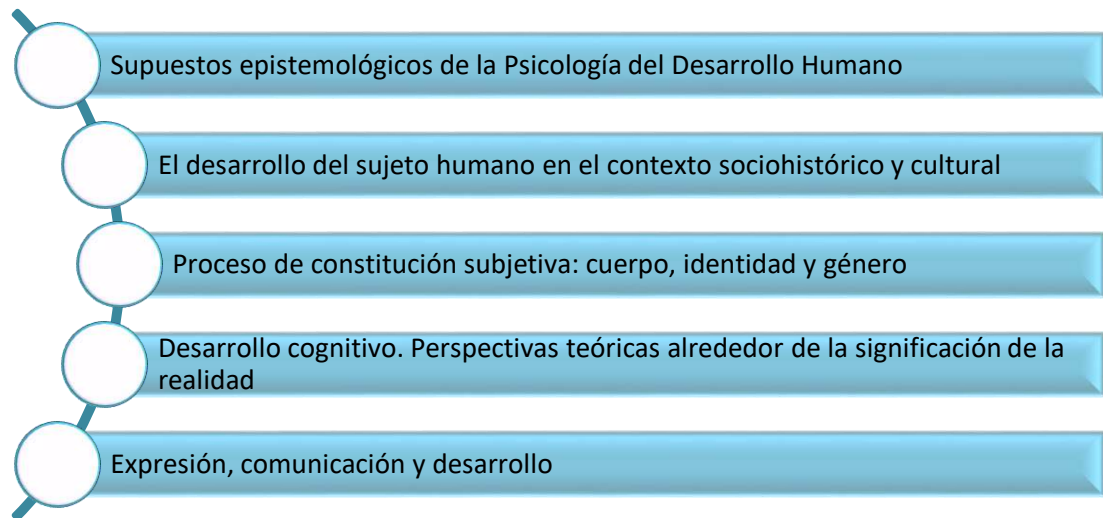 Supuestos epistemológicos de la Psicología del Desarrollo Humano
El desarrollo del sujeto humano en el contexto sociohistórico y cultural
Proceso de constitución subjetiva: cuerpo, identidad y género
Desarrollo cognitivo. Perspectivas teóricas alrededor de la significación de la
realidad
Expresión, comunicación y desarrollo